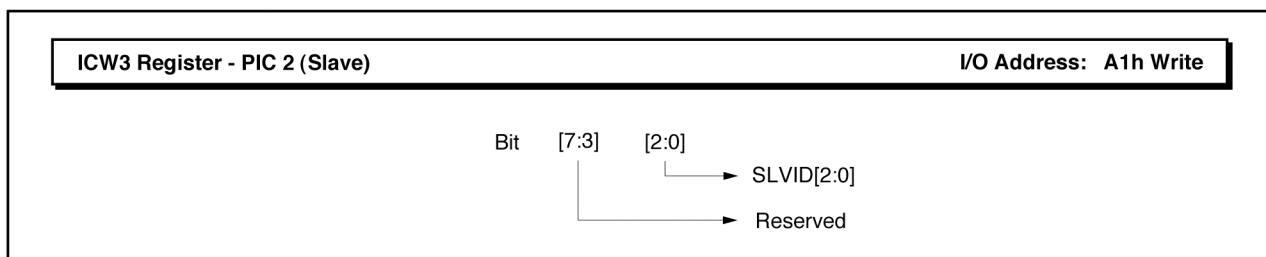 ICW3 Register - PIC 2 (Slave) I/O Address: A1h Write
Bit [7:3] [2:0]
SLVID[2:0]
Reserved